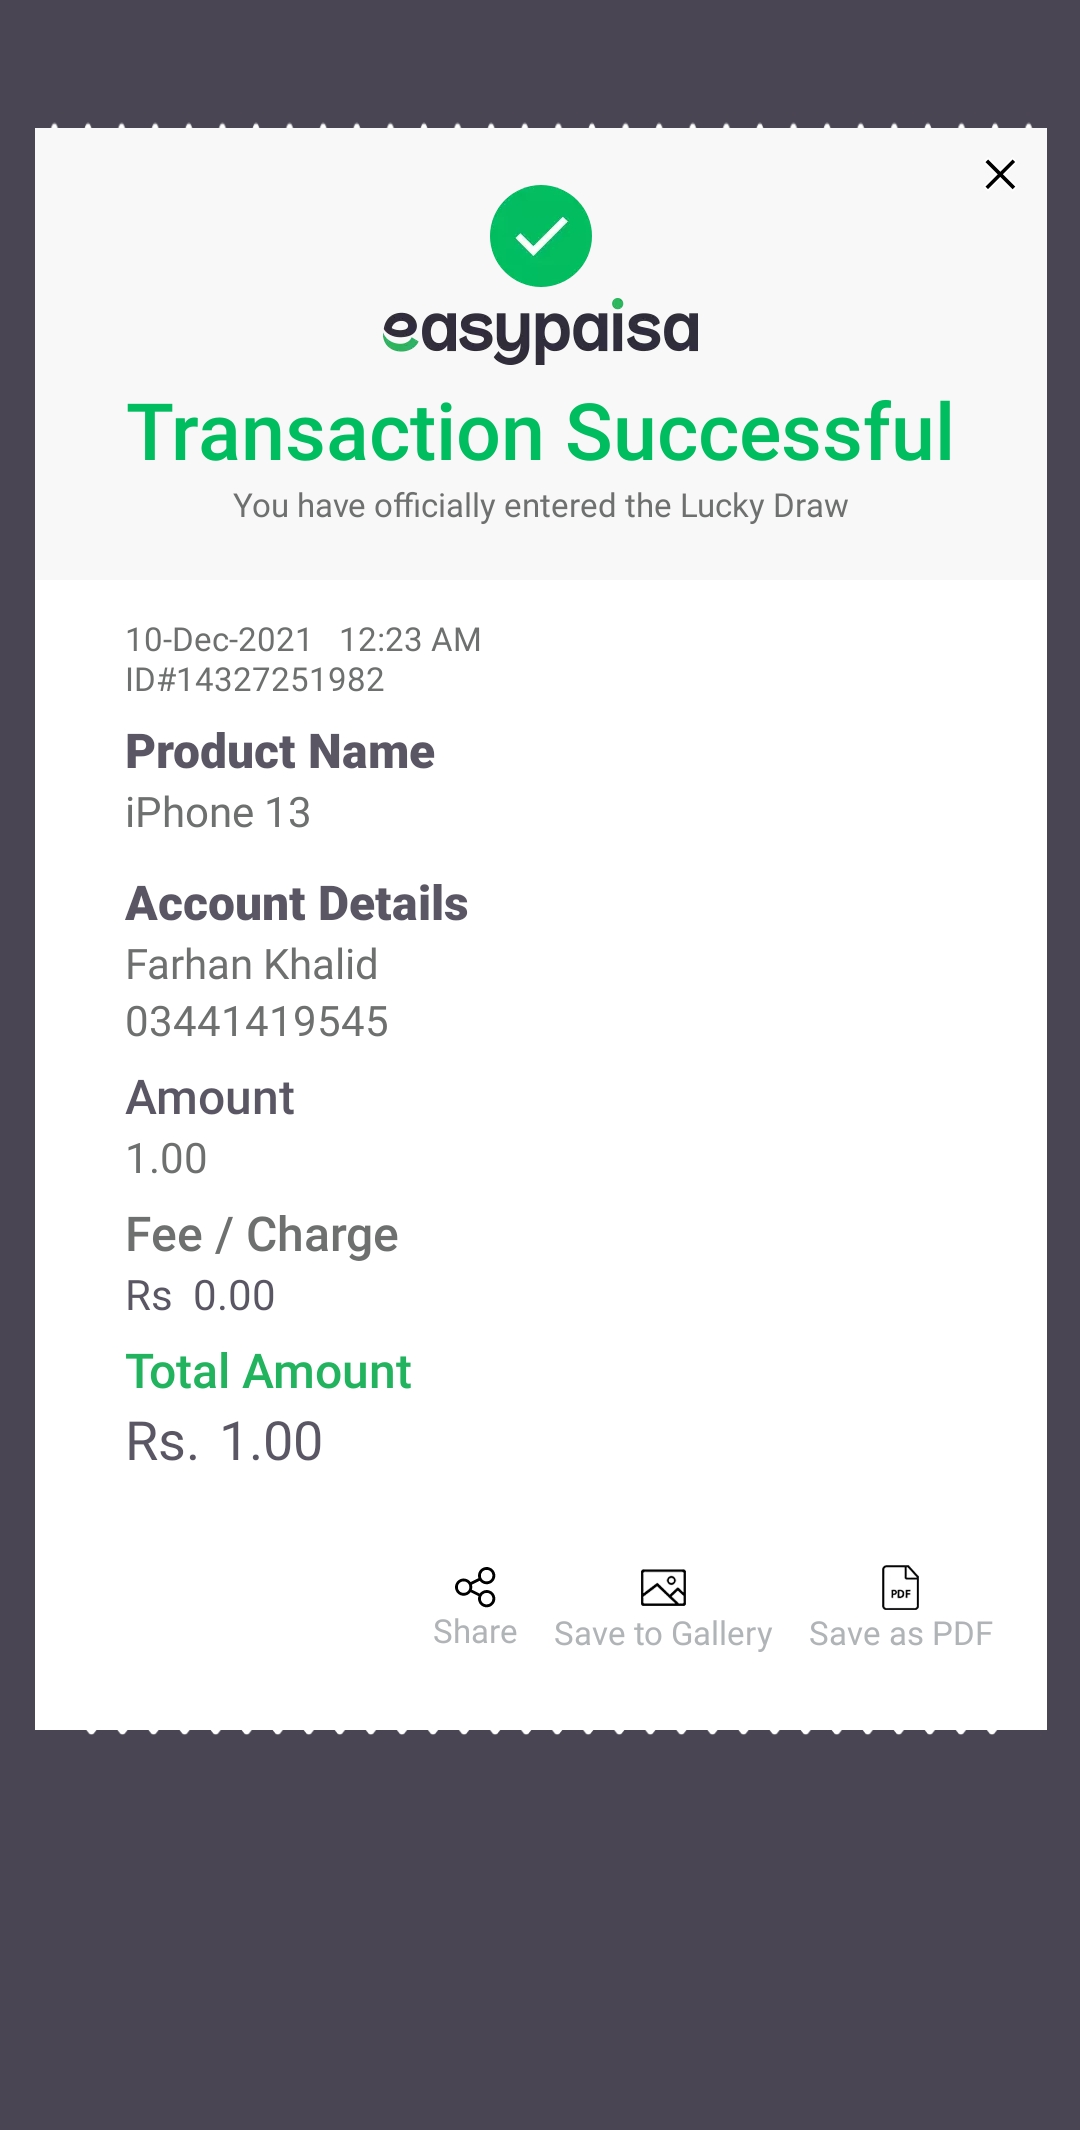 easypaisa
Transaction Successful
You have officially entered the Lucky Draw
10-Dec-2021 12:23 AM
ID#14327251982
Product Name
iPhone 13
Account Details
Farhan Khalid
03441419545
Amount
1.00
Fee / Charge
Rs 0.00
Total Amount
Rs. 1.00
PDF
Share Save to Gallery Save as PDF